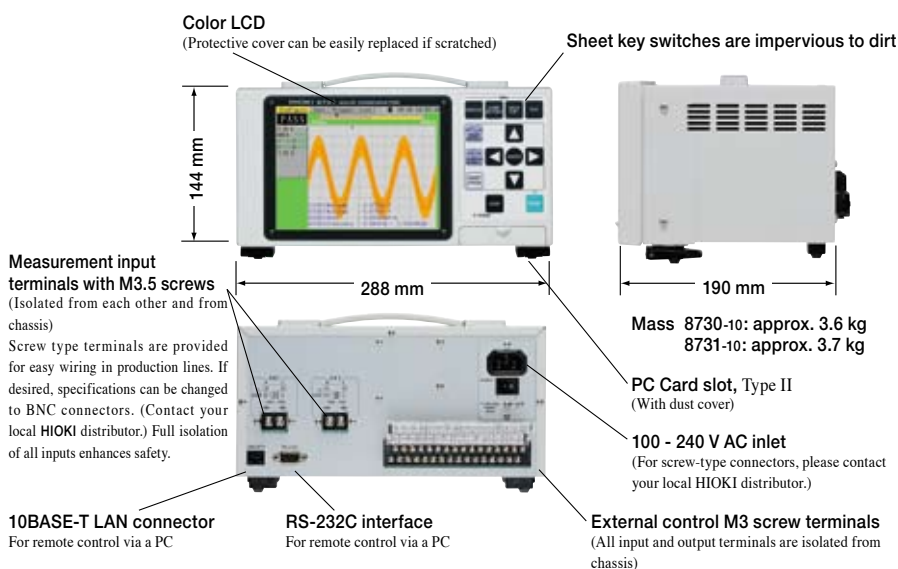 Color LCD
(Protective cover can be easily replaced if scratched)
Sheet key switches are impervious to dirt
144 mm
HIOKI
PASS
288 mm
190 mm
Measurement input
terminals with M3.5 screws
(Isolated from each other and from
chassis)
Screw type terminals are provided
for easy wiring in production lines. If
desired, specifications can be changed
to BNC connectors. (Contact your
local HIOKI distributor.) Full isolation
of all inputs enhances safety.
Mass 8730-10: approx. 3.6 kg
8731-10: approx. 3.7 kg
PC Card slot, Type II
(With dust cover)
100 - 240 V AC inlet
(For screw-type connectors, please contact
your local HIOKI distributor.)
10BASE-T LAN connector
For remote control via a PC
RS-232C interface
For remote control via a PC
External control M3 screw terminals
(All input and output terminals are isolated from
chassis)